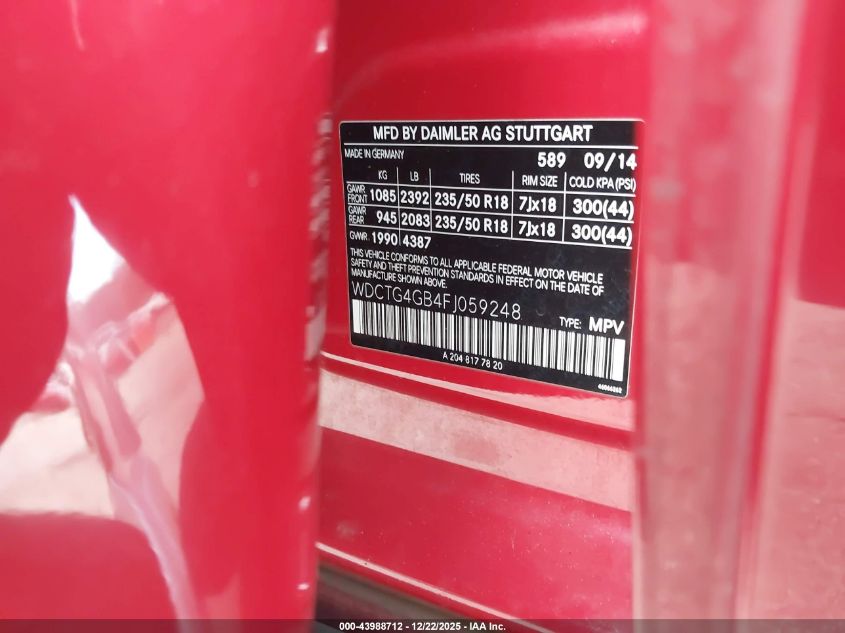 MFD BY DAIMLER AG STUTTGART
MADE IN GERMANY 589 09/14
KG LB TIRES RIM SIZE COLD KPA (PSI)
GAWR FRONT 1085 2392 235/50 R18 7Jx18 300(44)
GAWR REAR 945 2083 235/50 R18 7Jx18 300(44)
GVWR 1990 4387
THIS VEHICLE CONFORMS TO ALL APPLICABLE FEDERAL MOTOR VEHICLE
SAFETY AND THEFT PREVENTION STANDARDS IN EFFECT ON THE DATE OF
MANUFACTURE SHOWN ABOVE.
WDCTG4GB4FJ059248
TYPE: MPV
A 204 817 78 20
000-43988712 - 12/22/2025 - IAA Inc.